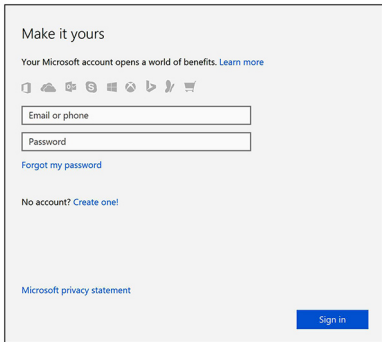 Make it yours
Your Microsoft account opens a world of benefits. Learn more
Email or phone
Password
Forgot my password
No account? Create one!
Microsoft privacy statement
Sign in